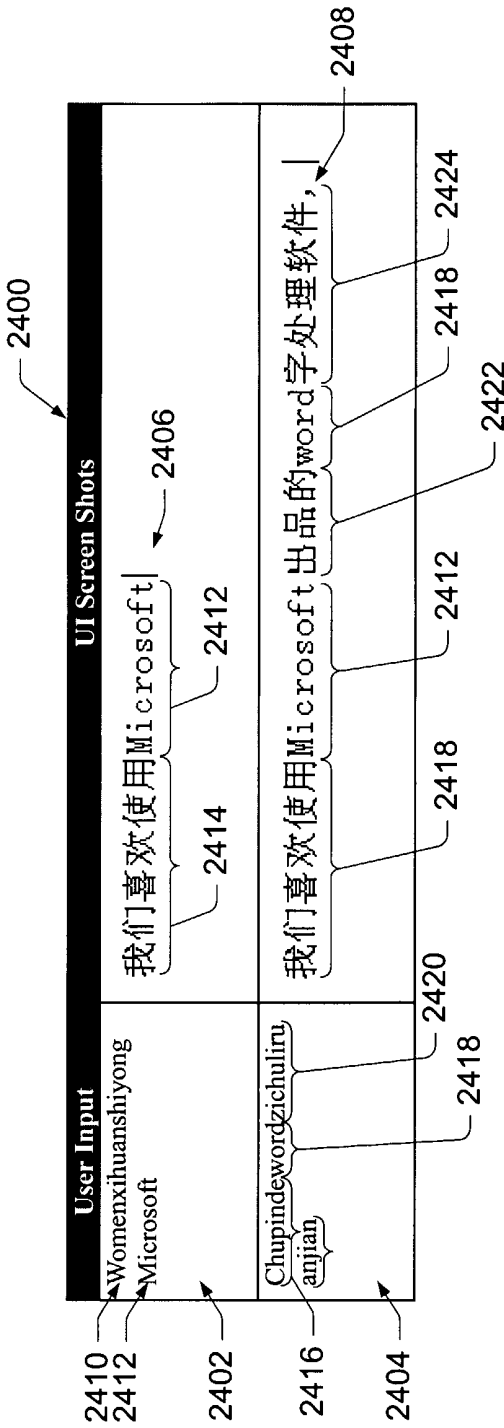 2400
User Input UI Screen Shots
2410 Womenxihuanshiyong
2412 Microsoft
我们喜欢使用Microsoft|
2406
2414 2412
2402
Chupindewordzichuliru
anjian
我们喜欢使用Microsoft出品的word字处理软件，|
2408
2416 2418 2420 2418 2412 2422 2418 2424
2404